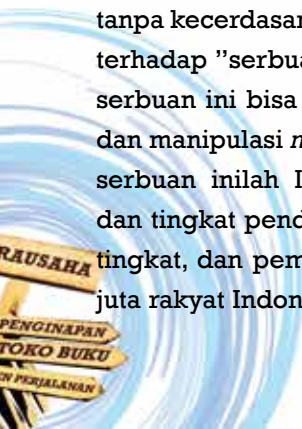 tanpa kecerdasan
terhadap ”serbua
serbuan ini bisa
dan manipulasi
serbuan inilah I
dan tingkat pend
tingkat, dan pem
juta rakyat Indon
RAUSAHA
PENGINAPAN
TOKO BUKU
N PERJALANAN